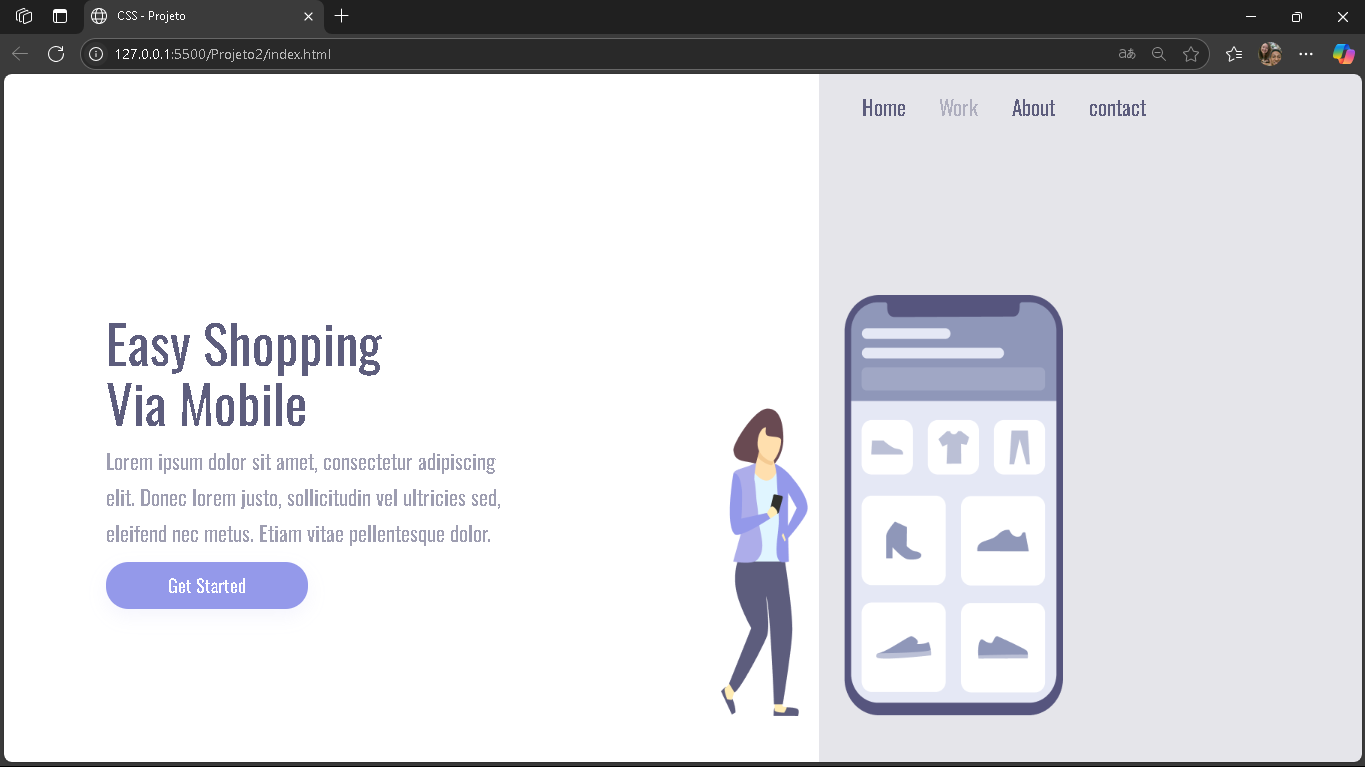 CSS - Projeto
127.0.0.1:5500/Projeto2/index.html
aあ
Home Work About contact
Easy Shopping
Via Mobile
Lorem ipsum dolor sit amet, consectetur adipiscing
elit. Donec lorem justo, sollicitudin vel ultricies sed,
eleifend nec metus. Etiam vitae pellentesque dolor.
Get Started